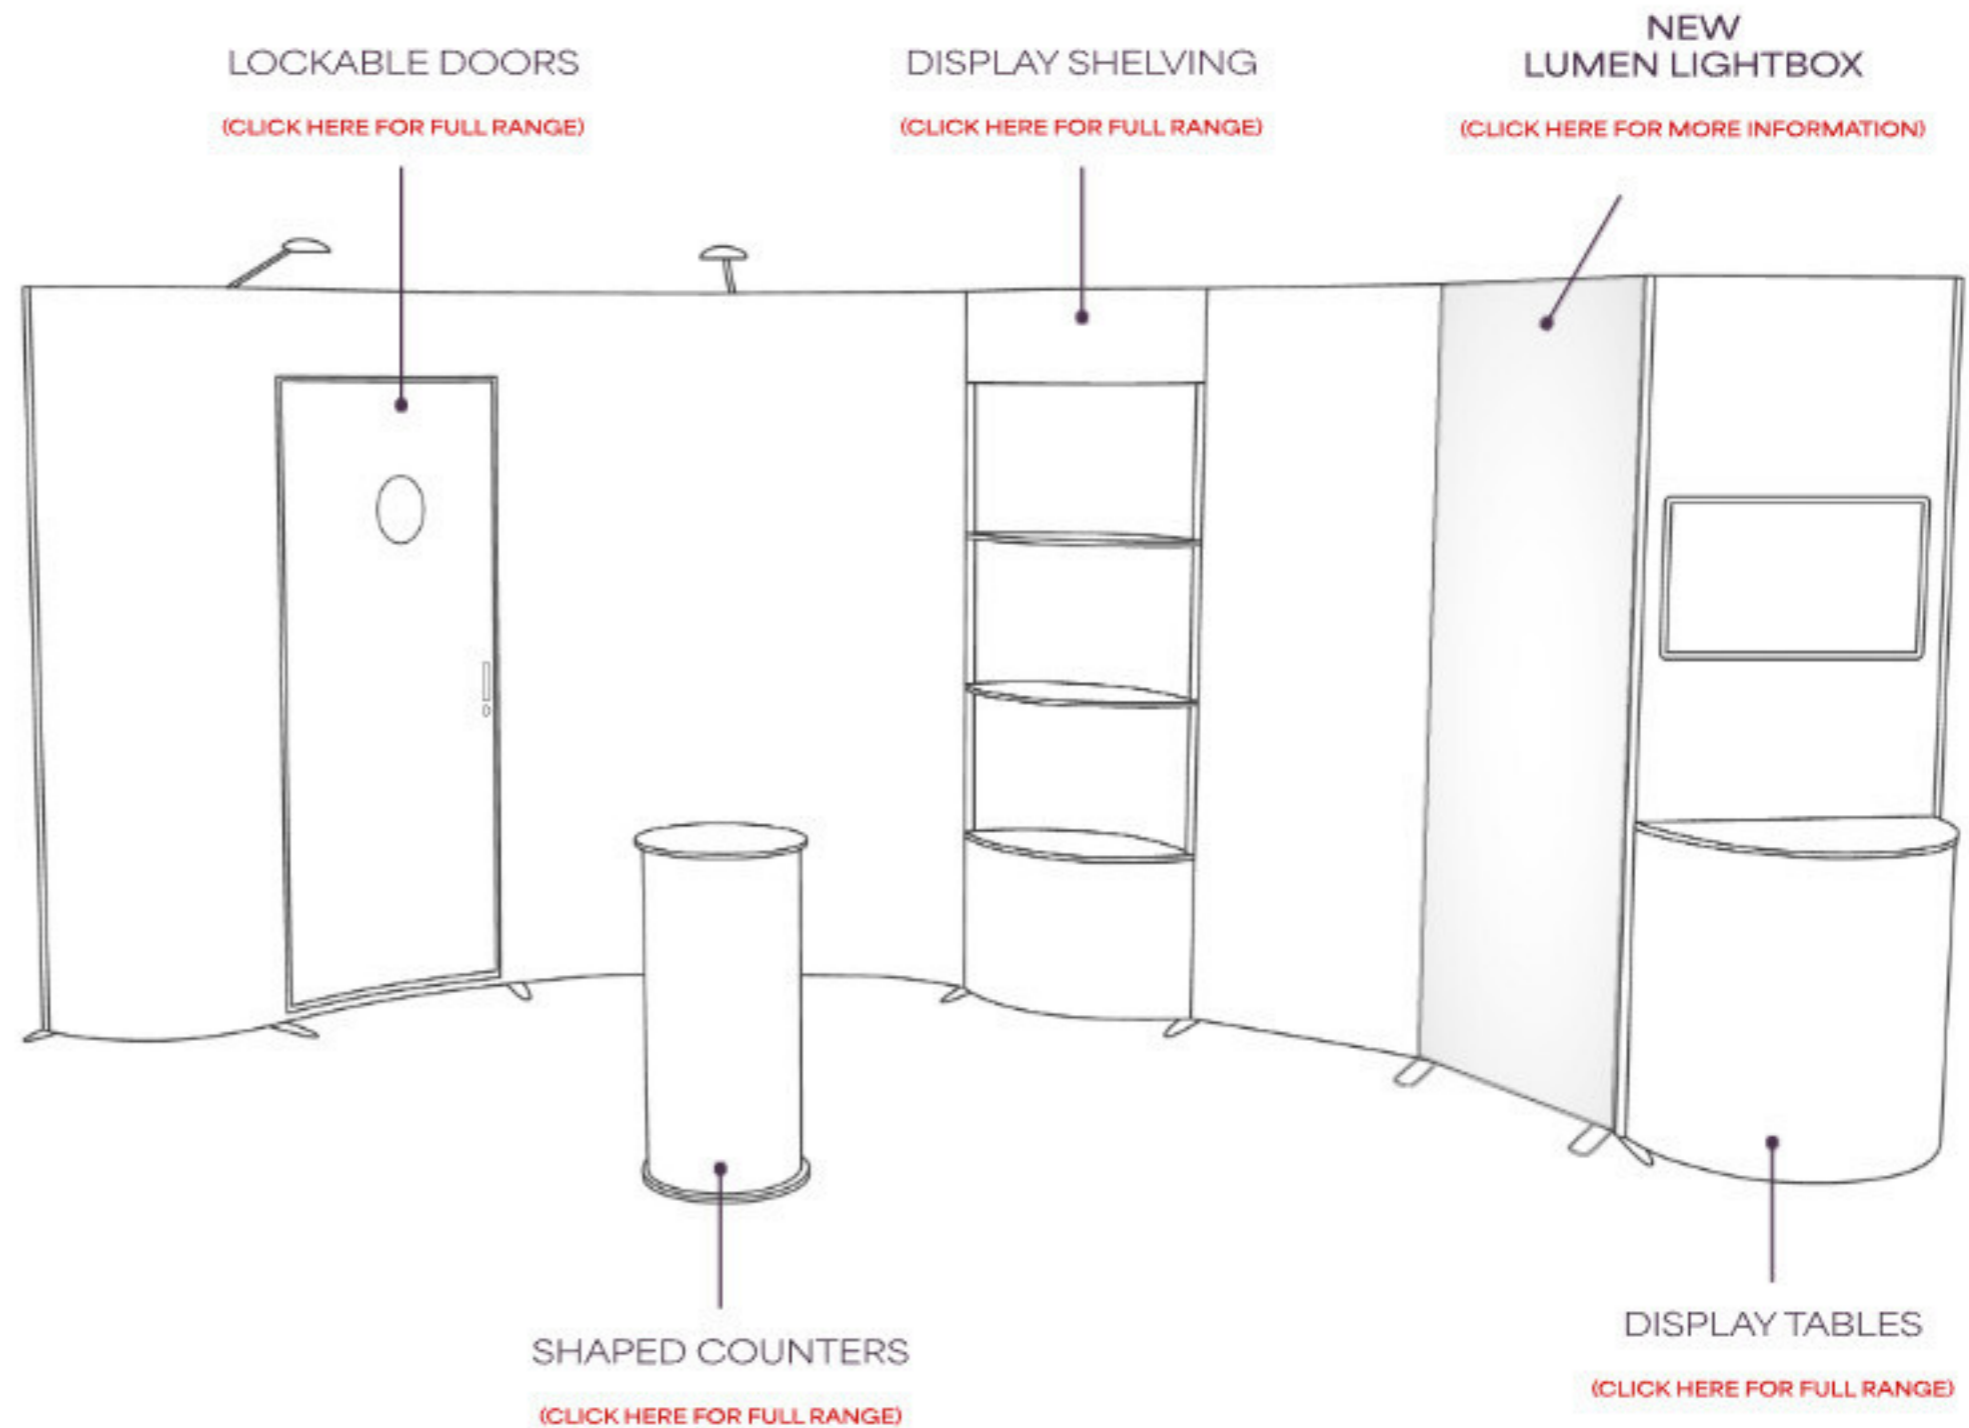 LOCKABLE DOORS
(CLICK HERE FOR FULL RANGE)
DISPLAY SHELVING
(CLICK HERE FOR FULL RANGE)
NEW
LUMEN LIGHTBOX
(CLICK HERE FOR MORE INFORMATION)
SHAPED COUNTERS
(CLICK HERE FOR FULL RANGE)
DISPLAY TABLES
(CLICK HERE FOR FULL RANGE)